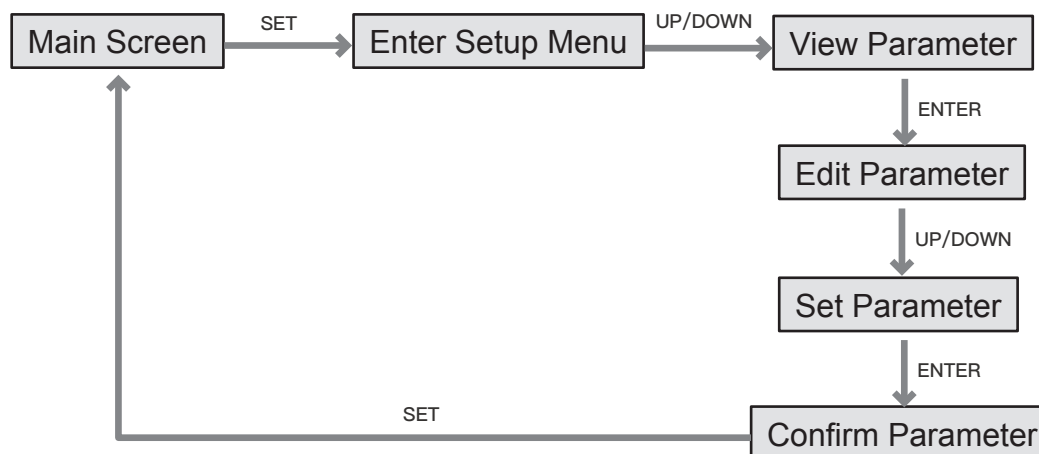 Main Screen
SET
Enter Setup Menu
UP/DOWN
View Parameter
ENTER
Edit Parameter
UP/DOWN
Set Parameter
ENTER
Confirm Parameter
SET